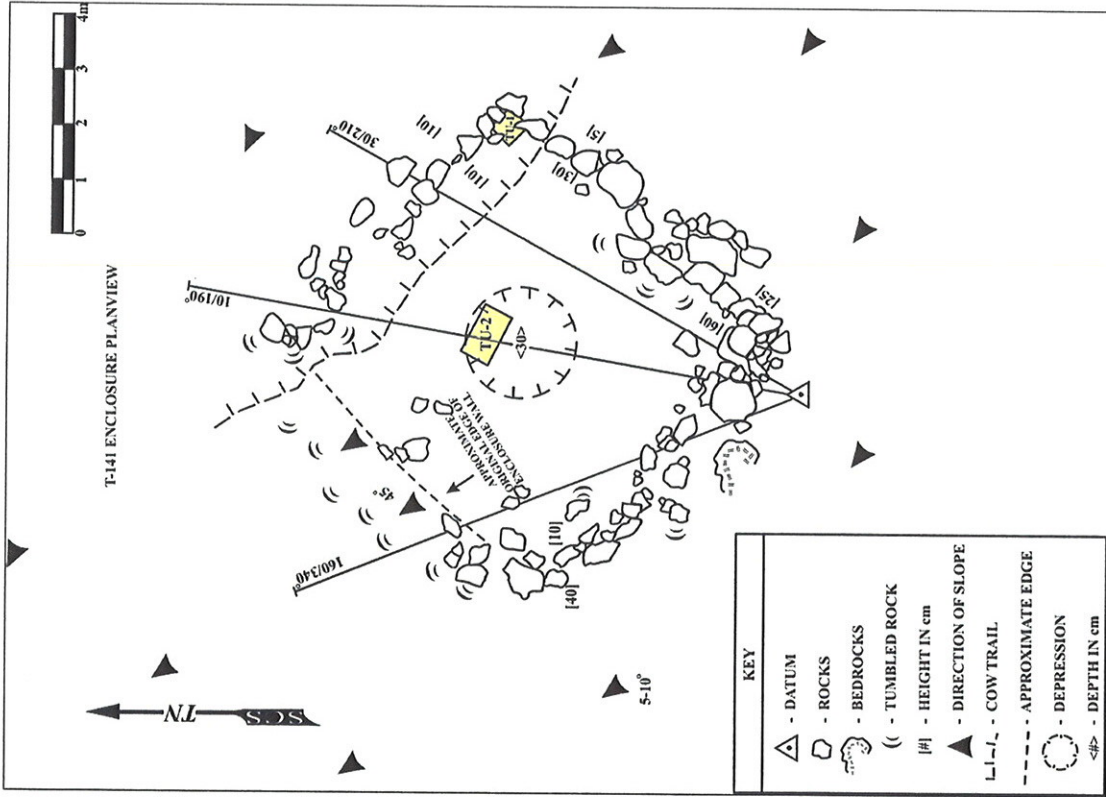 T-141 ENCLOSURE PLANVIEW
0 1 2 3 4m
30/210°
10/190°
160/340°
[10]
[10]
TU-1
[5]
[30]
TU-2
<30>
APPROXIMATE
ORIGINAL EDGE OF
ENCLOSURE WALL
45°
[10]
[40]
[25]
[60]
5-10°
TN
SCS
KEY
- DATUM
- ROCKS
- BEDROCKS
- TUMBLED ROCK
[#] - HEIGHT IN cm
- DIRECTION OF SLOPE
- COW TRAIL
- APPROXIMATE EDGE
- DEPRESSION
<#> - DEPTH IN cm